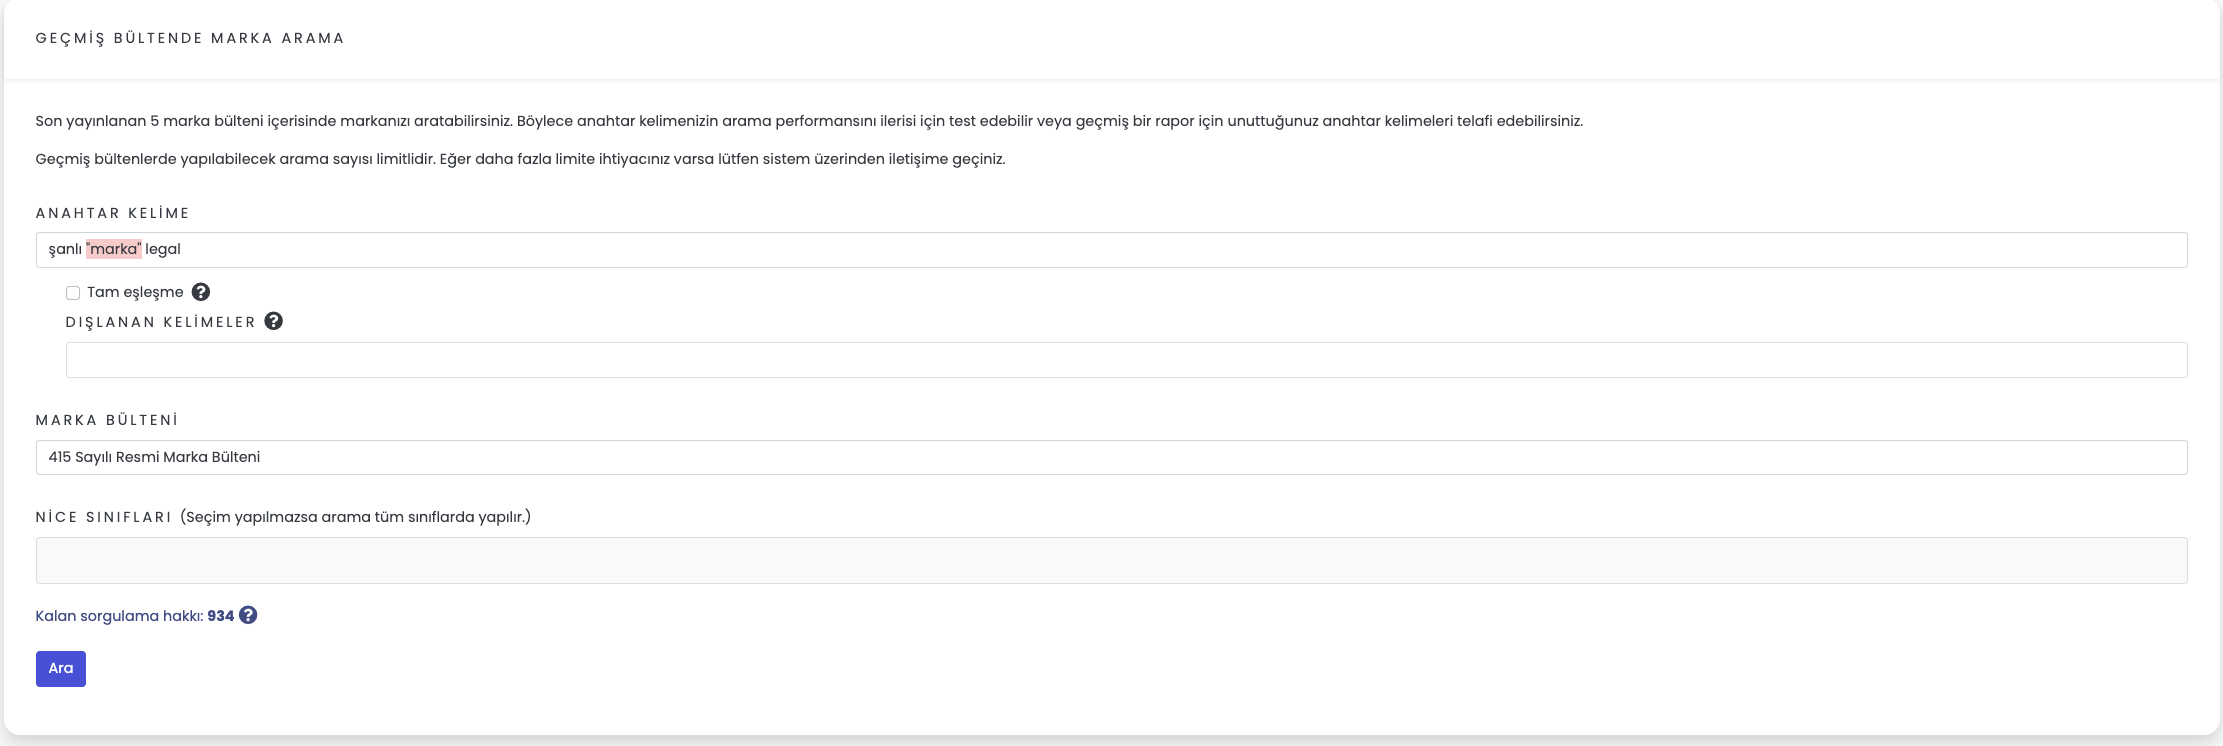 GEÇMİŞ BÜLTENDE MARKA ARAMA
Son yayınlanan 5 marka bülteni içerisinde markanızı aratabilirsiniz. Böylece anahtar kelimenizin arama performansını ilerisi için test edebilir veya geçmiş bir rapor için unuttuğunuz anahtar kelimeleri telafi edebilirsiniz.
Geçmiş bültenlerde yapılabilecek arama sayısı limitlidir. Eğer daha fazla limite ihtiyacınız varsa lütfen sistem üzerinden iletişime geçiniz.
ANAHTAR KELİME
şanlı "marka" legal
Tam eşleşme ?
DIŞLANAN KELİMELER ?
MARKA BÜLTENİ
415 Sayılı Resmi Marka Bülteni
NİCE SINIFLARI (Seçim yapılmazsa arama tüm sınıflarda yapılır.)
Kalan sorgulama hakkı: 934 ?
Ara